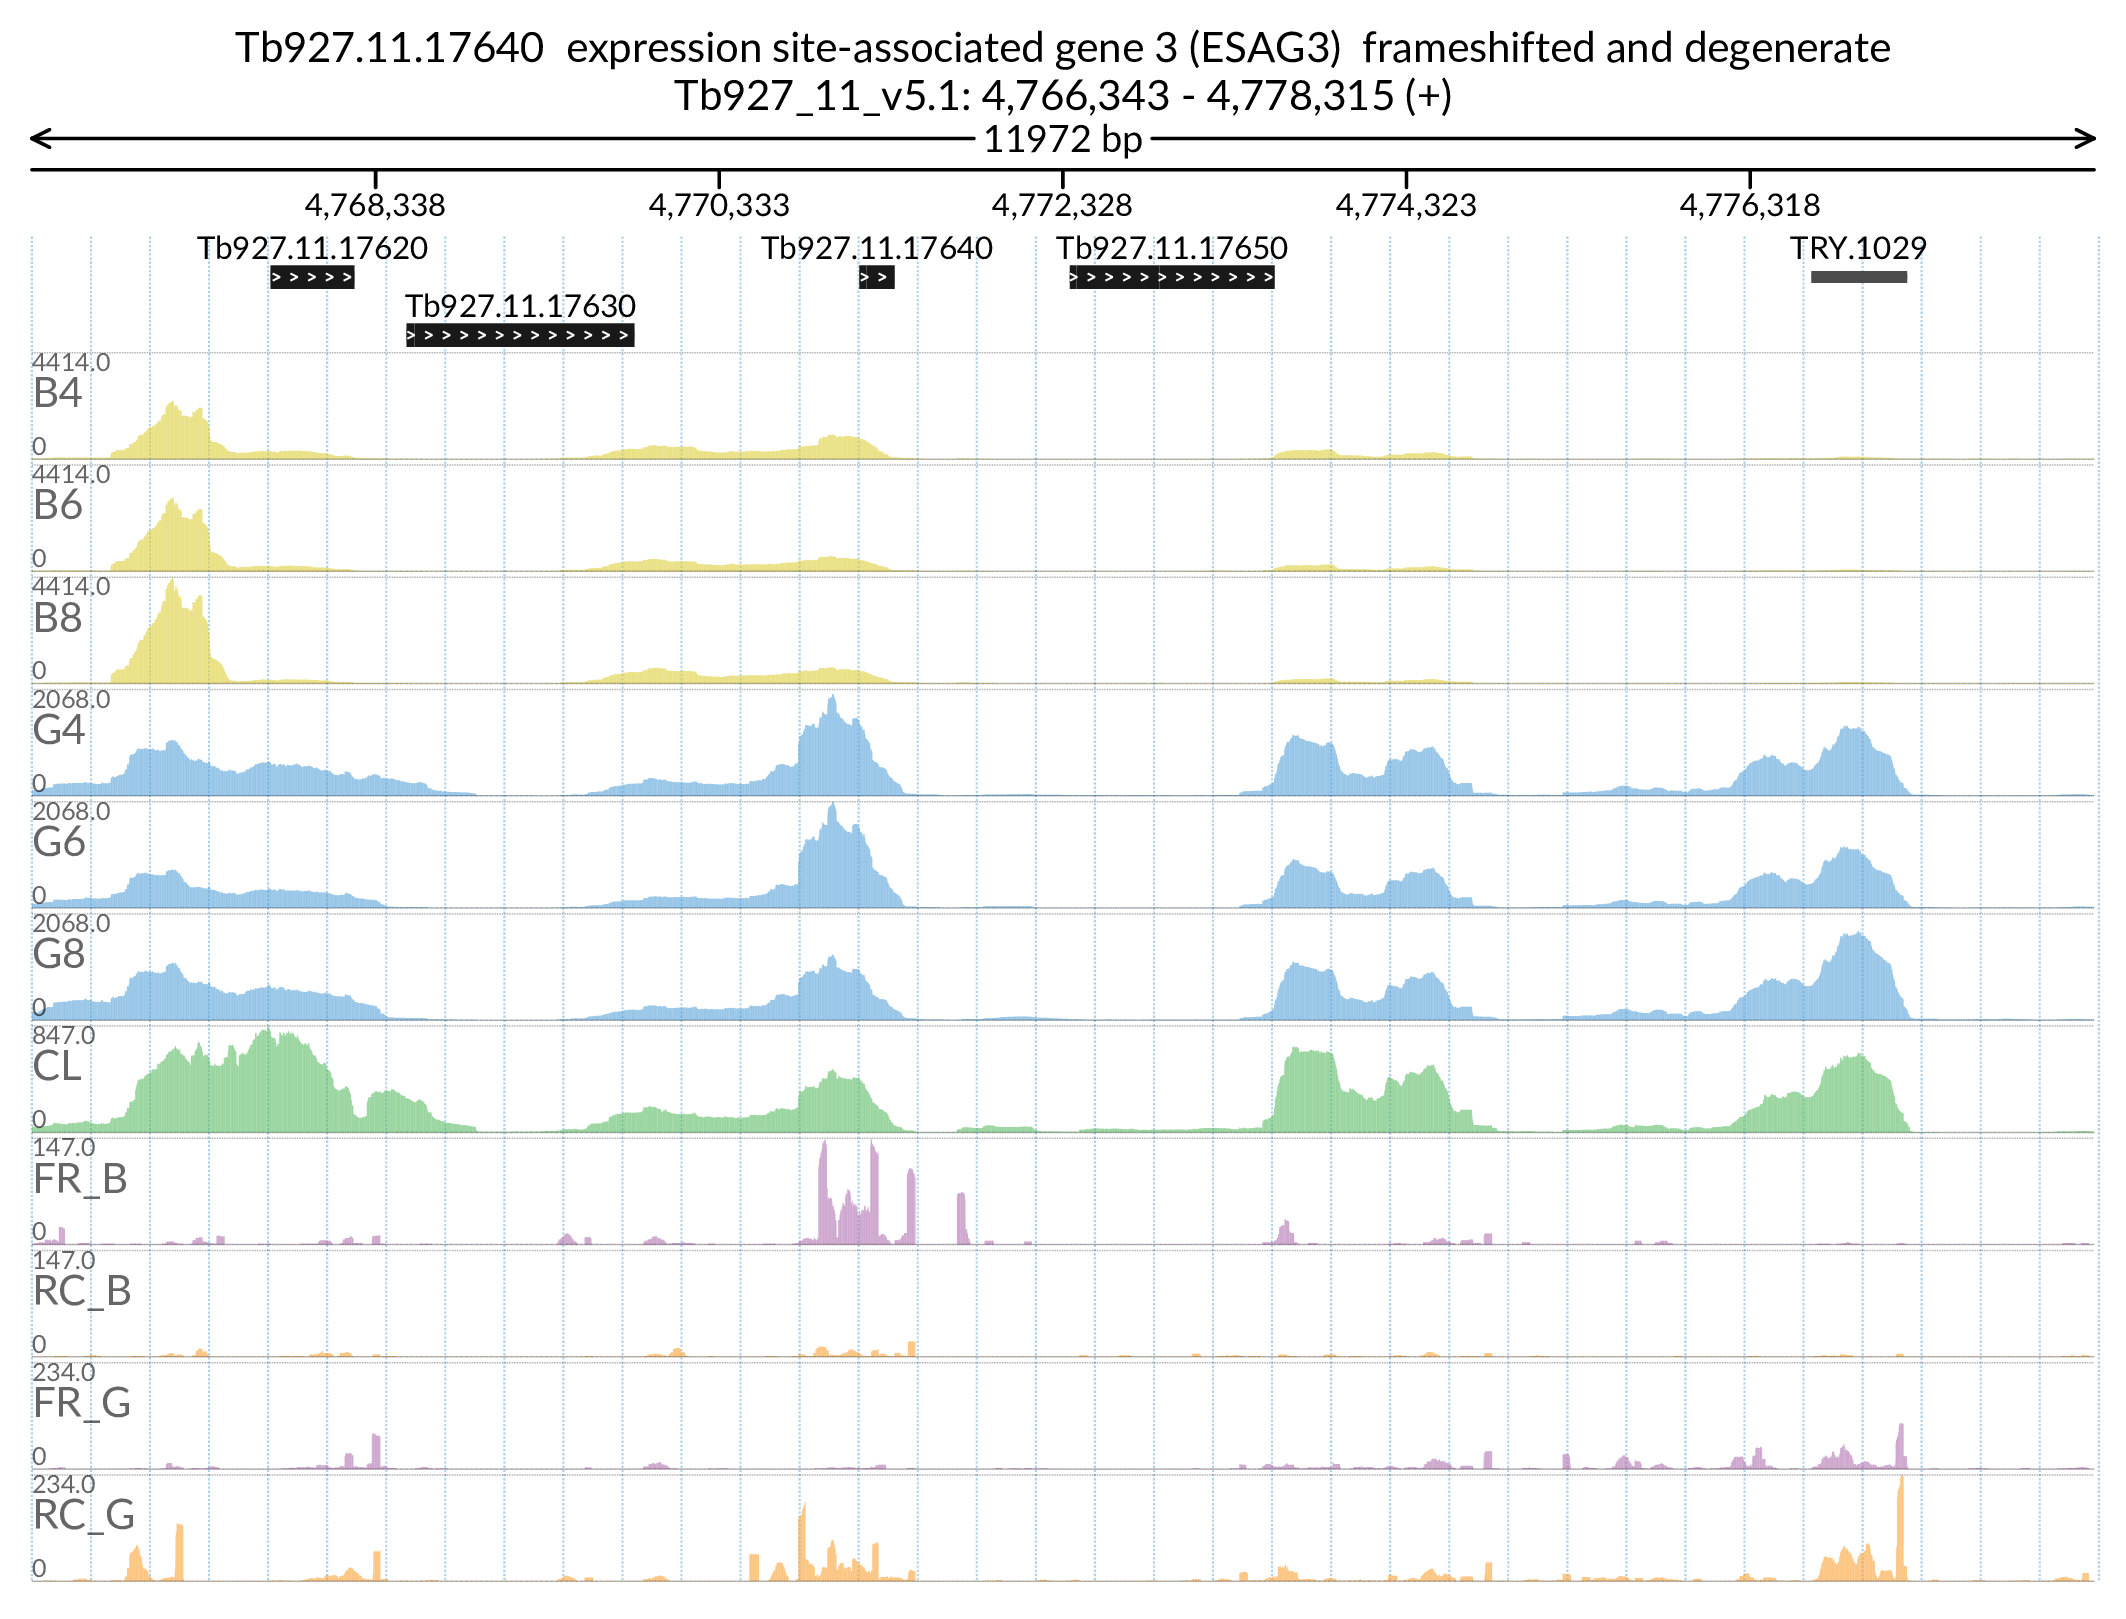 Tb927.11.17640  expression site-associated gene 3 (ESAG3)  frameshifted and degenerate
Tb927_11_v5.1: 4,766,343 - 4,778,315 (+)
11972 bp
4,768,338 4,770,333 4,772,328 4,774,323 4,776,318
Tb927.11.17620 Tb927.11.17640 Tb927.11.17650 TRY.1029
Tb927.11.17630
4414.0
B4
0
4414.0
B6
0
4414.0
B8
0
2068.0
G4
0
2068.0
G6
0
2068.0
G8
0
847.0
CL
0
147.0
FR_B
0
147.0
RC_B
0
234.0
FR_G
0
234.0
RC_G
0